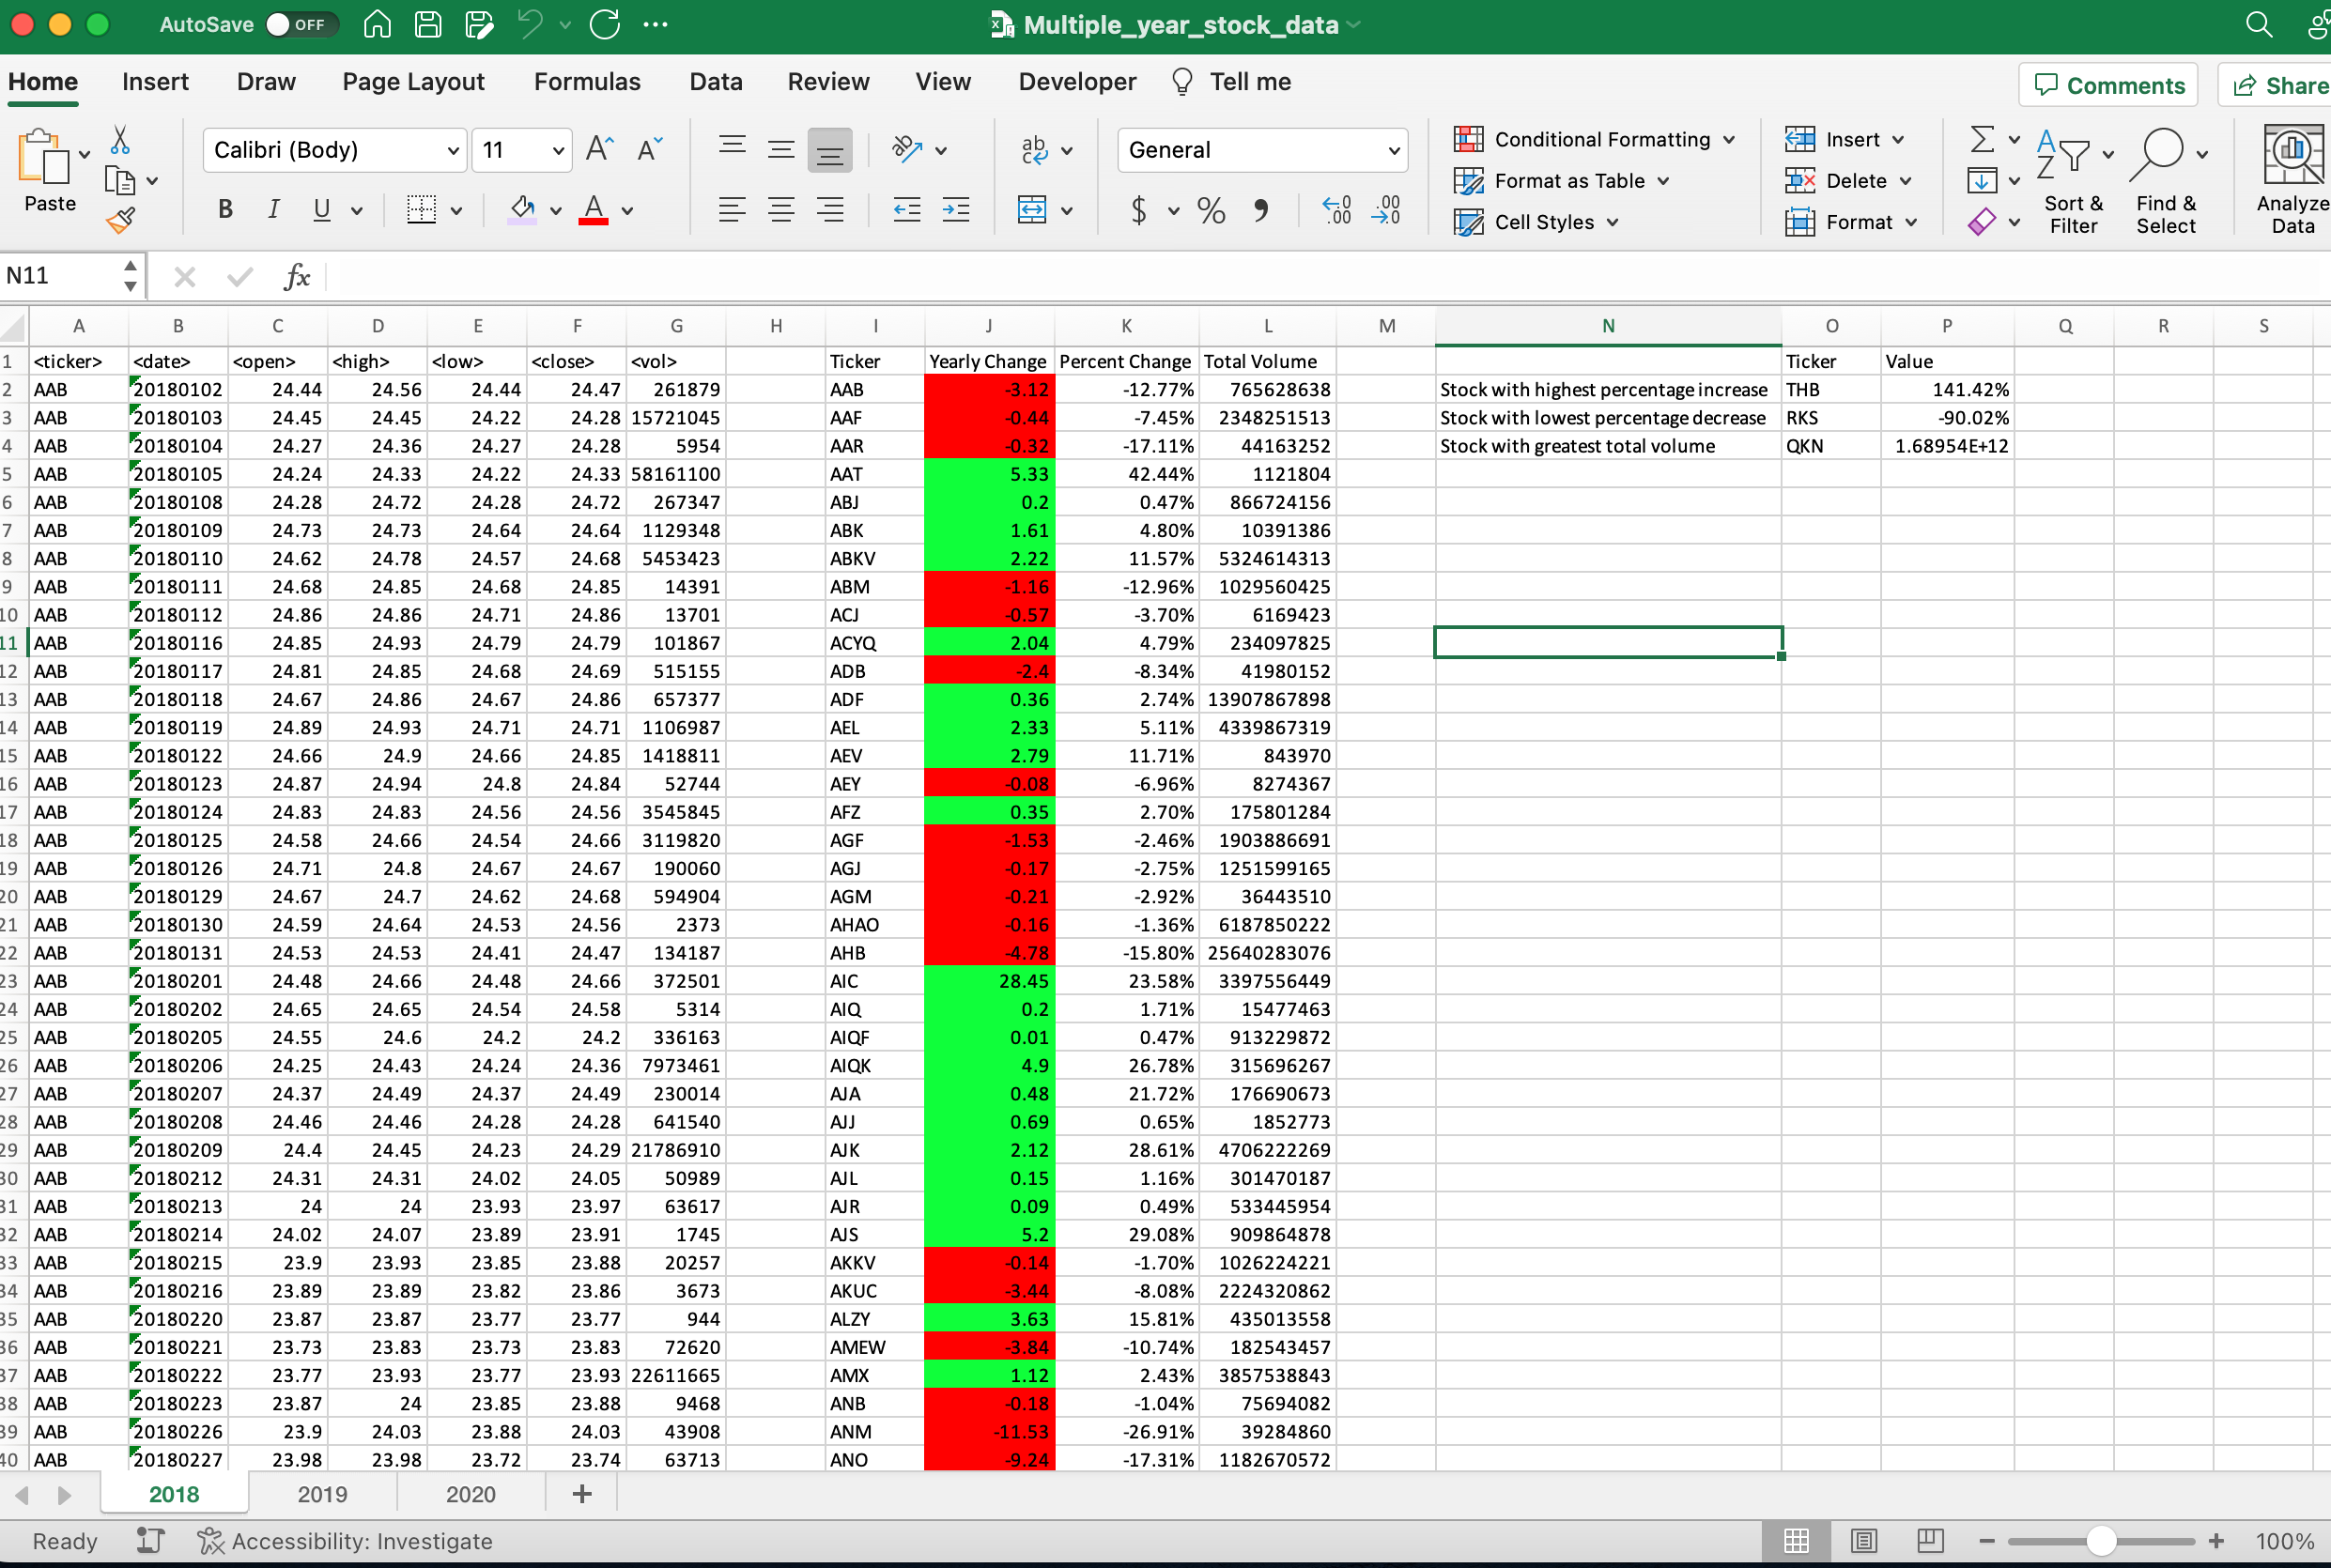 AutoSave OFF Multiple_year_stock_data
Home Insert Draw Page Layout Formulas Data Review View Developer Tell me Comments Share
Paste Calibri (Body) 11 A A General Conditional Formatting Insert Σ A Z
B I U A ab c $ % 9 .00 .00 0 Format as Table Delete Sort & Filter Find & Select Analyze Data
Cell Styles Format
N11 fx
A B C D E F G H I J K L M N O P Q R S
1 <ticker> <date> <open> <high> <low> <close> <vol> Ticker Yearly Change Percent Change Total Volume Ticker Value
2 AAB 20180102 24.44 24.56 24.44 24.47 261879 AAB -3.12 -12.77% 765628638 Stock with highest percentage increase THB 141.42%
3 AAB 20180103 24.45 24.45 24.22 24.28 15721045 AAF -0.44 -7.45% 2348251513 Stock with lowest percentage decrease RKS -90.02%
4 AAB 20180104 24.27 24.36 24.27 24.28 5954 AAR -0.32 -17.11% 44163252 Stock with greatest total volume QKN 1.68954E+12
5 AAB 20180105 24.24 24.33 24.22 24.33 58161100 AAT 5.33 42.44% 1121804
6 AAB 20180108 24.28 24.72 24.28 24.72 267347 ABJ 0.2 0.47% 866724156
7 AAB 20180109 24.73 24.73 24.64 24.64 1129348 ABK 1.61 4.80% 10391386
8 AAB 20180110 24.62 24.78 24.57 24.68 5453423 ABKV 2.22 11.57% 5324614313
9 AAB 20180111 24.68 24.85 24.68 24.85 14391 ABM -1.16 -12.96% 1029560425
10 AAB 20180112 24.86 24.86 24.71 24.86 13701 ACJ -0.57 -3.70% 6169423
11 AAB 20180116 24.85 24.93 24.79 24.79 101867 ACYQ 2.04 4.79% 234097825
12 AAB 20180117 24.81 24.85 24.68 24.69 515155 ADB -2.4 -8.34% 41980152
13 AAB 20180118 24.67 24.86 24.67 24.86 657377 ADF 0.36 2.74% 13907867898
14 AAB 20180119 24.89 24.93 24.71 24.71 1106987 AEL 2.33 5.11% 4339867319
15 AAB 20180122 24.66 24.9 24.66 24.85 1418811 AEV 2.79 11.71% 843970
16 AAB 20180123 24.87 24.94 24.8 24.84 52744 AEY -0.08 -6.96% 8274367
17 AAB 20180124 24.83 24.83 24.56 24.56 3545845 AFZ 0.35 2.70% 175801284
18 AAB 20180125 24.58 24.66 24.54 24.66 3119820 AGF -1.53 -2.46% 1903886691
19 AAB 20180126 24.71 24.8 24.67 24.67 190060 AGJ -0.17 -2.75% 1251599165
20 AAB 20180129 24.67 24.7 24.62 24.68 594904 AGM -0.21 -2.92% 36443510
21 AAB 20180130 24.59 24.64 24.53 24.56 2373 AHAO -0.16 -1.36% 6187850222
22 AAB 20180131 24.53 24.53 24.41 24.47 134187 AHB -4.78 -15.80% 25640283076
23 AAB 20180201 24.48 24.66 24.48 24.66 372501 AIC 28.45 23.58% 3397556449
24 AAB 20180202 24.65 24.65 24.54 24.58 5314 AIQ 0.2 1.71% 15477463
25 AAB 20180205 24.55 24.6 24.2 24.2 336163 AIQF 0.01 0.47% 913229872
26 AAB 20180206 24.25 24.43 24.24 24.36 7973461 AIQK 4.9 26.78% 315696267
27 AAB 20180207 24.37 24.49 24.37 24.49 230014 AJA 0.48 21.72% 176690673
28 AAB 20180208 24.46 24.46 24.28 24.28 641540 AJJ 0.69 0.65% 1852773
29 AAB 20180209 24.4 24.45 24.23 24.29 21786910 AJK 2.12 28.61% 4706222269
30 AAB 20180212 24.31 24.31 24.02 24.05 50989 AJL 0.15 1.16% 301470187
31 AAB 20180213 24 24 23.93 23.97 63617 AJR 0.09 0.49% 533445954
32 AAB 20180214 24.02 24.07 23.89 23.91 1745 AJS 5.2 29.08% 909864878
33 AAB 20180215 23.9 23.93 23.85 23.88 20257 AKKV -0.14 -1.70% 1026224221
34 AAB 20180216 23.89 23.89 23.82 23.86 3673 AKUC -3.44 -8.08% 2224320862
35 AAB 20180220 23.87 23.87 23.77 23.77 944 ALZY 3.63 15.81% 435013558
36 AAB 20180221 23.73 23.83 23.73 23.83 72620 AMEW -3.84 -10.74% 182543457
37 AAB 20180222 23.77 23.93 23.77 23.93 22611665 AMX 1.12 2.43% 3857538843
38 AAB 20180223 23.87 24 23.85 23.88 9468 ANB -0.18 -1.04% 75694082
39 AAB 20180226 23.9 24.03 23.88 24.03 43908 ANM -11.53 -26.91% 39284860
40 AAB 20180227 23.98 23.98 23.72 23.74 63713 ANO -9.24 -17.31% 1182670572
2018 2019 2020 +
Ready Accessibility: Investigate 100%